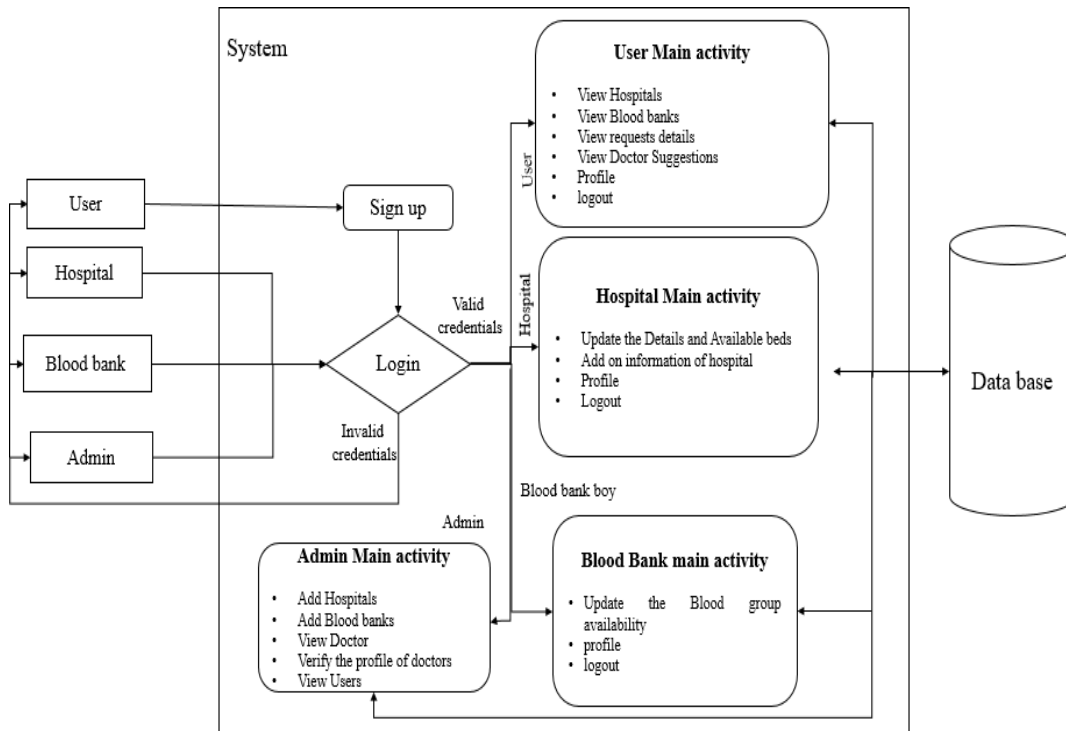 System
User
Hospital
Blood bank
Admin
Sign up
Login
Valid
credentials
Invalid
credentials
User
Hospital
Blood bank boy
Admin
User Main activity
• View Hospitals
• View Blood banks
• View requests details
• View Doctor Suggestions
• Profile
• logout
Hospital Main activity
• Update the Details and Available beds
• Add on information of hospital
• Profile
• Logout
Admin Main activity
• Add Hospitals
• Add Blood banks
• View Doctor
• Verify the profile of doctors
• View Users
Blood Bank main activity
• Update the Blood group
availability
• profile
• logout
Data base